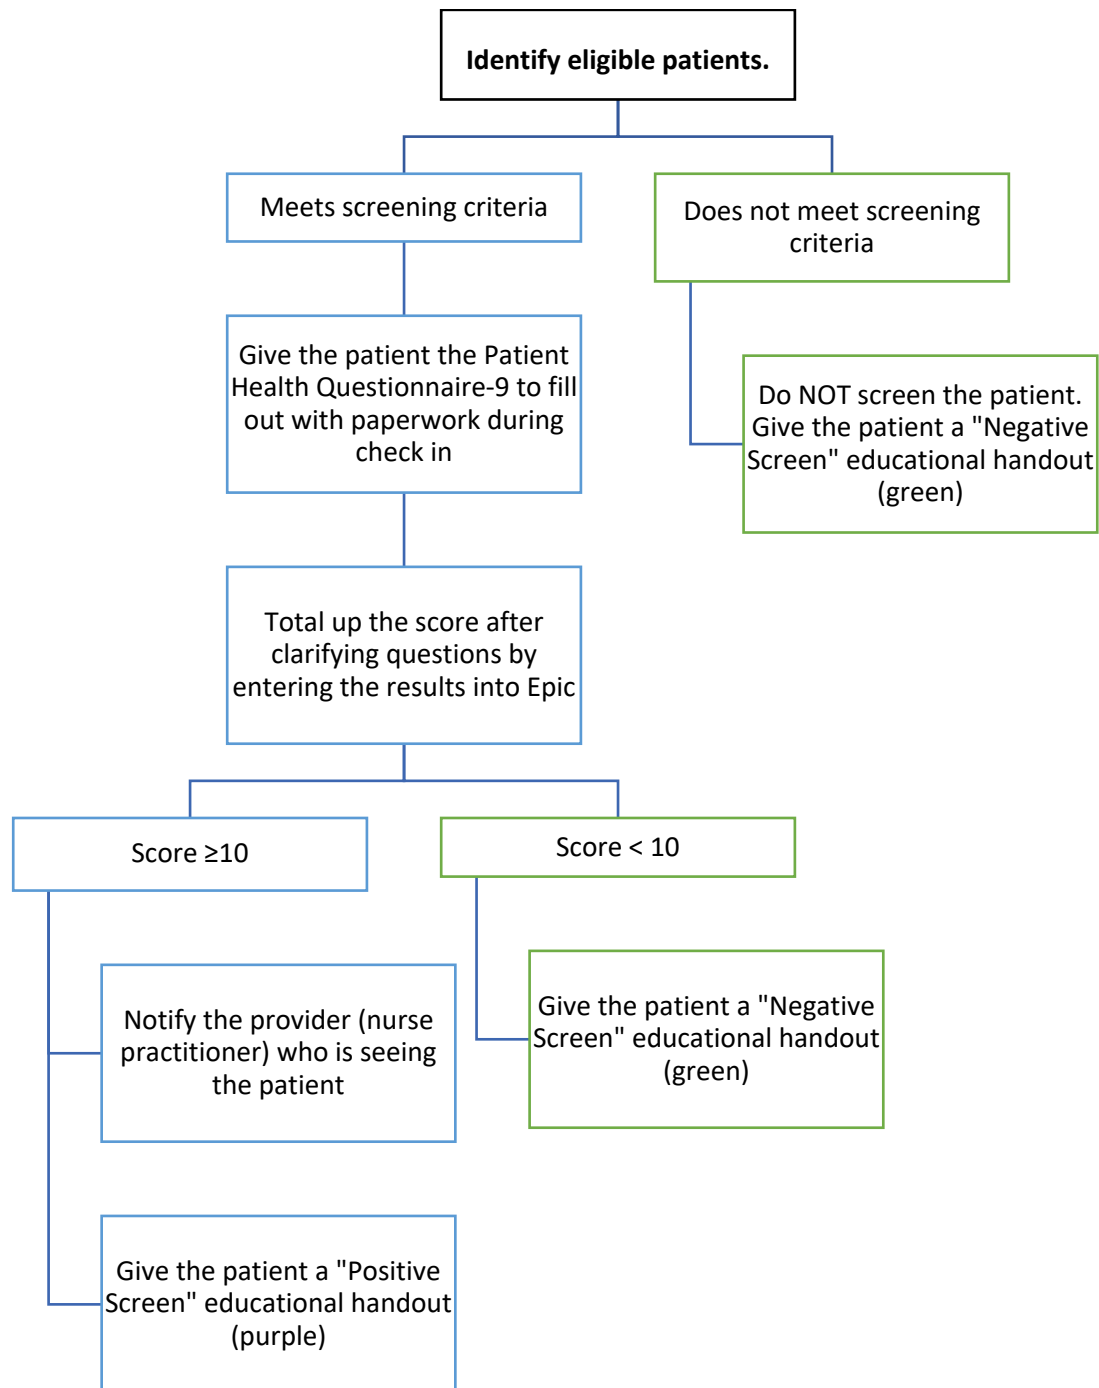 Identify eligible patients.
Meets screening criteria
Does not meet screening
criteria
Give the patient the Patient
Health Questionnaire-9 to fill
out with paperwork during
check in
Do NOT screen the patient.
Give the patient a "Negative
Screen" educational handout
(green)
Total up the score after
clarifying questions by
entering the results into Epic
Score ≥10
Score < 10
Notify the provider (nurse
practitioner) who is seeing
the patient
Give the patient a "Negative
Screen" educational handout
(green)
Give the patient a "Positive
Screen" educational handout
(purple)